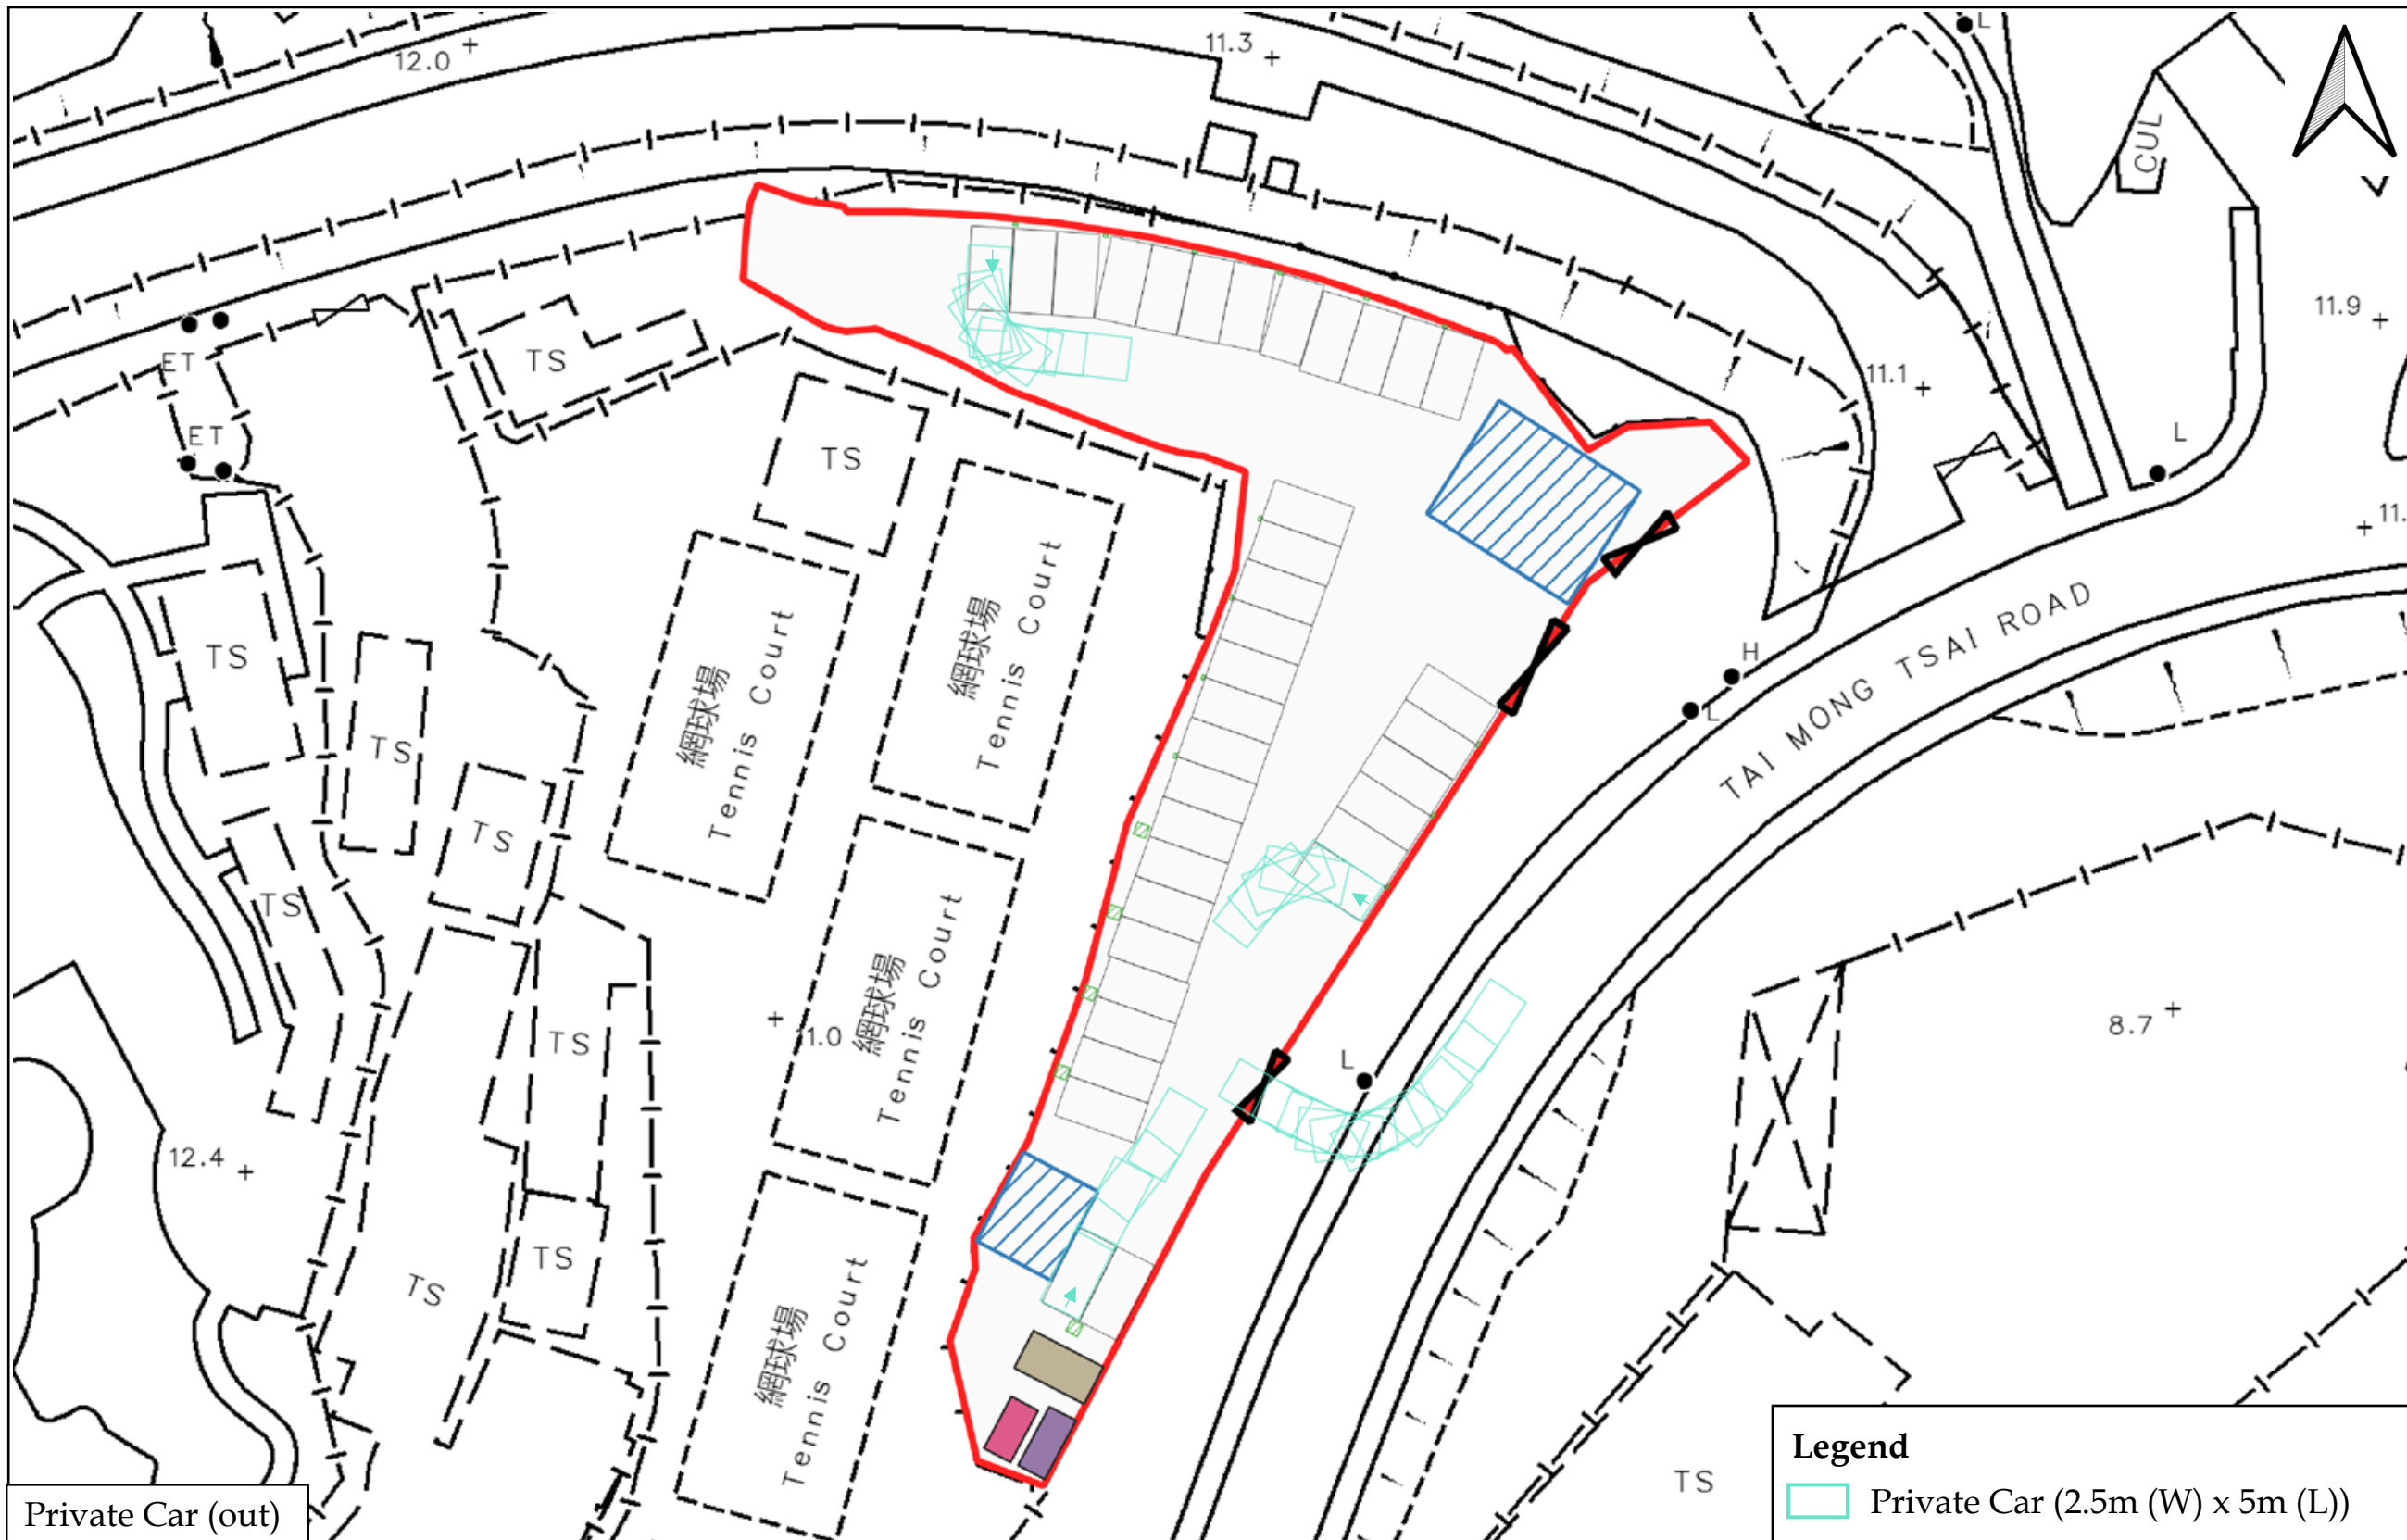 12.0
11.3
L
CUL
11.9
ET
TS
11.1
ET
TS
L
11.
網球場
Tennis Court
TS
網球場
Tennis Court
H
L
TAI MONG TSAI ROAD
TS
TS
TS
11.0
網球場
Tennis Court
8.7
TS
L
12.4
TS
TS
網球場
Tennis Court
TS
Private Car (out)
Legend
Private Car (2.5m (W) x 5m (L))